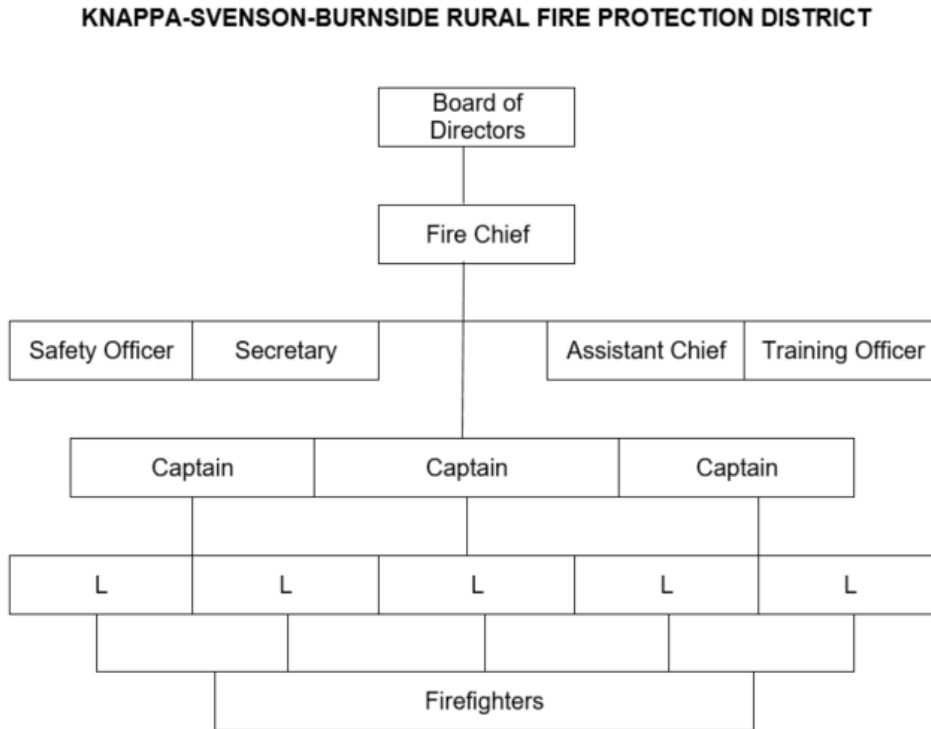 KNAPPA-SVENSON-BURNSIDE RURAL FIRE PROTECTION DISTRICT
Board of
Directors
Fire Chief
Safety Officer
Secretary
Assistant Chief
Training Officer
Captain
Captain
Captain
L
L
L
L
L
Firefighters